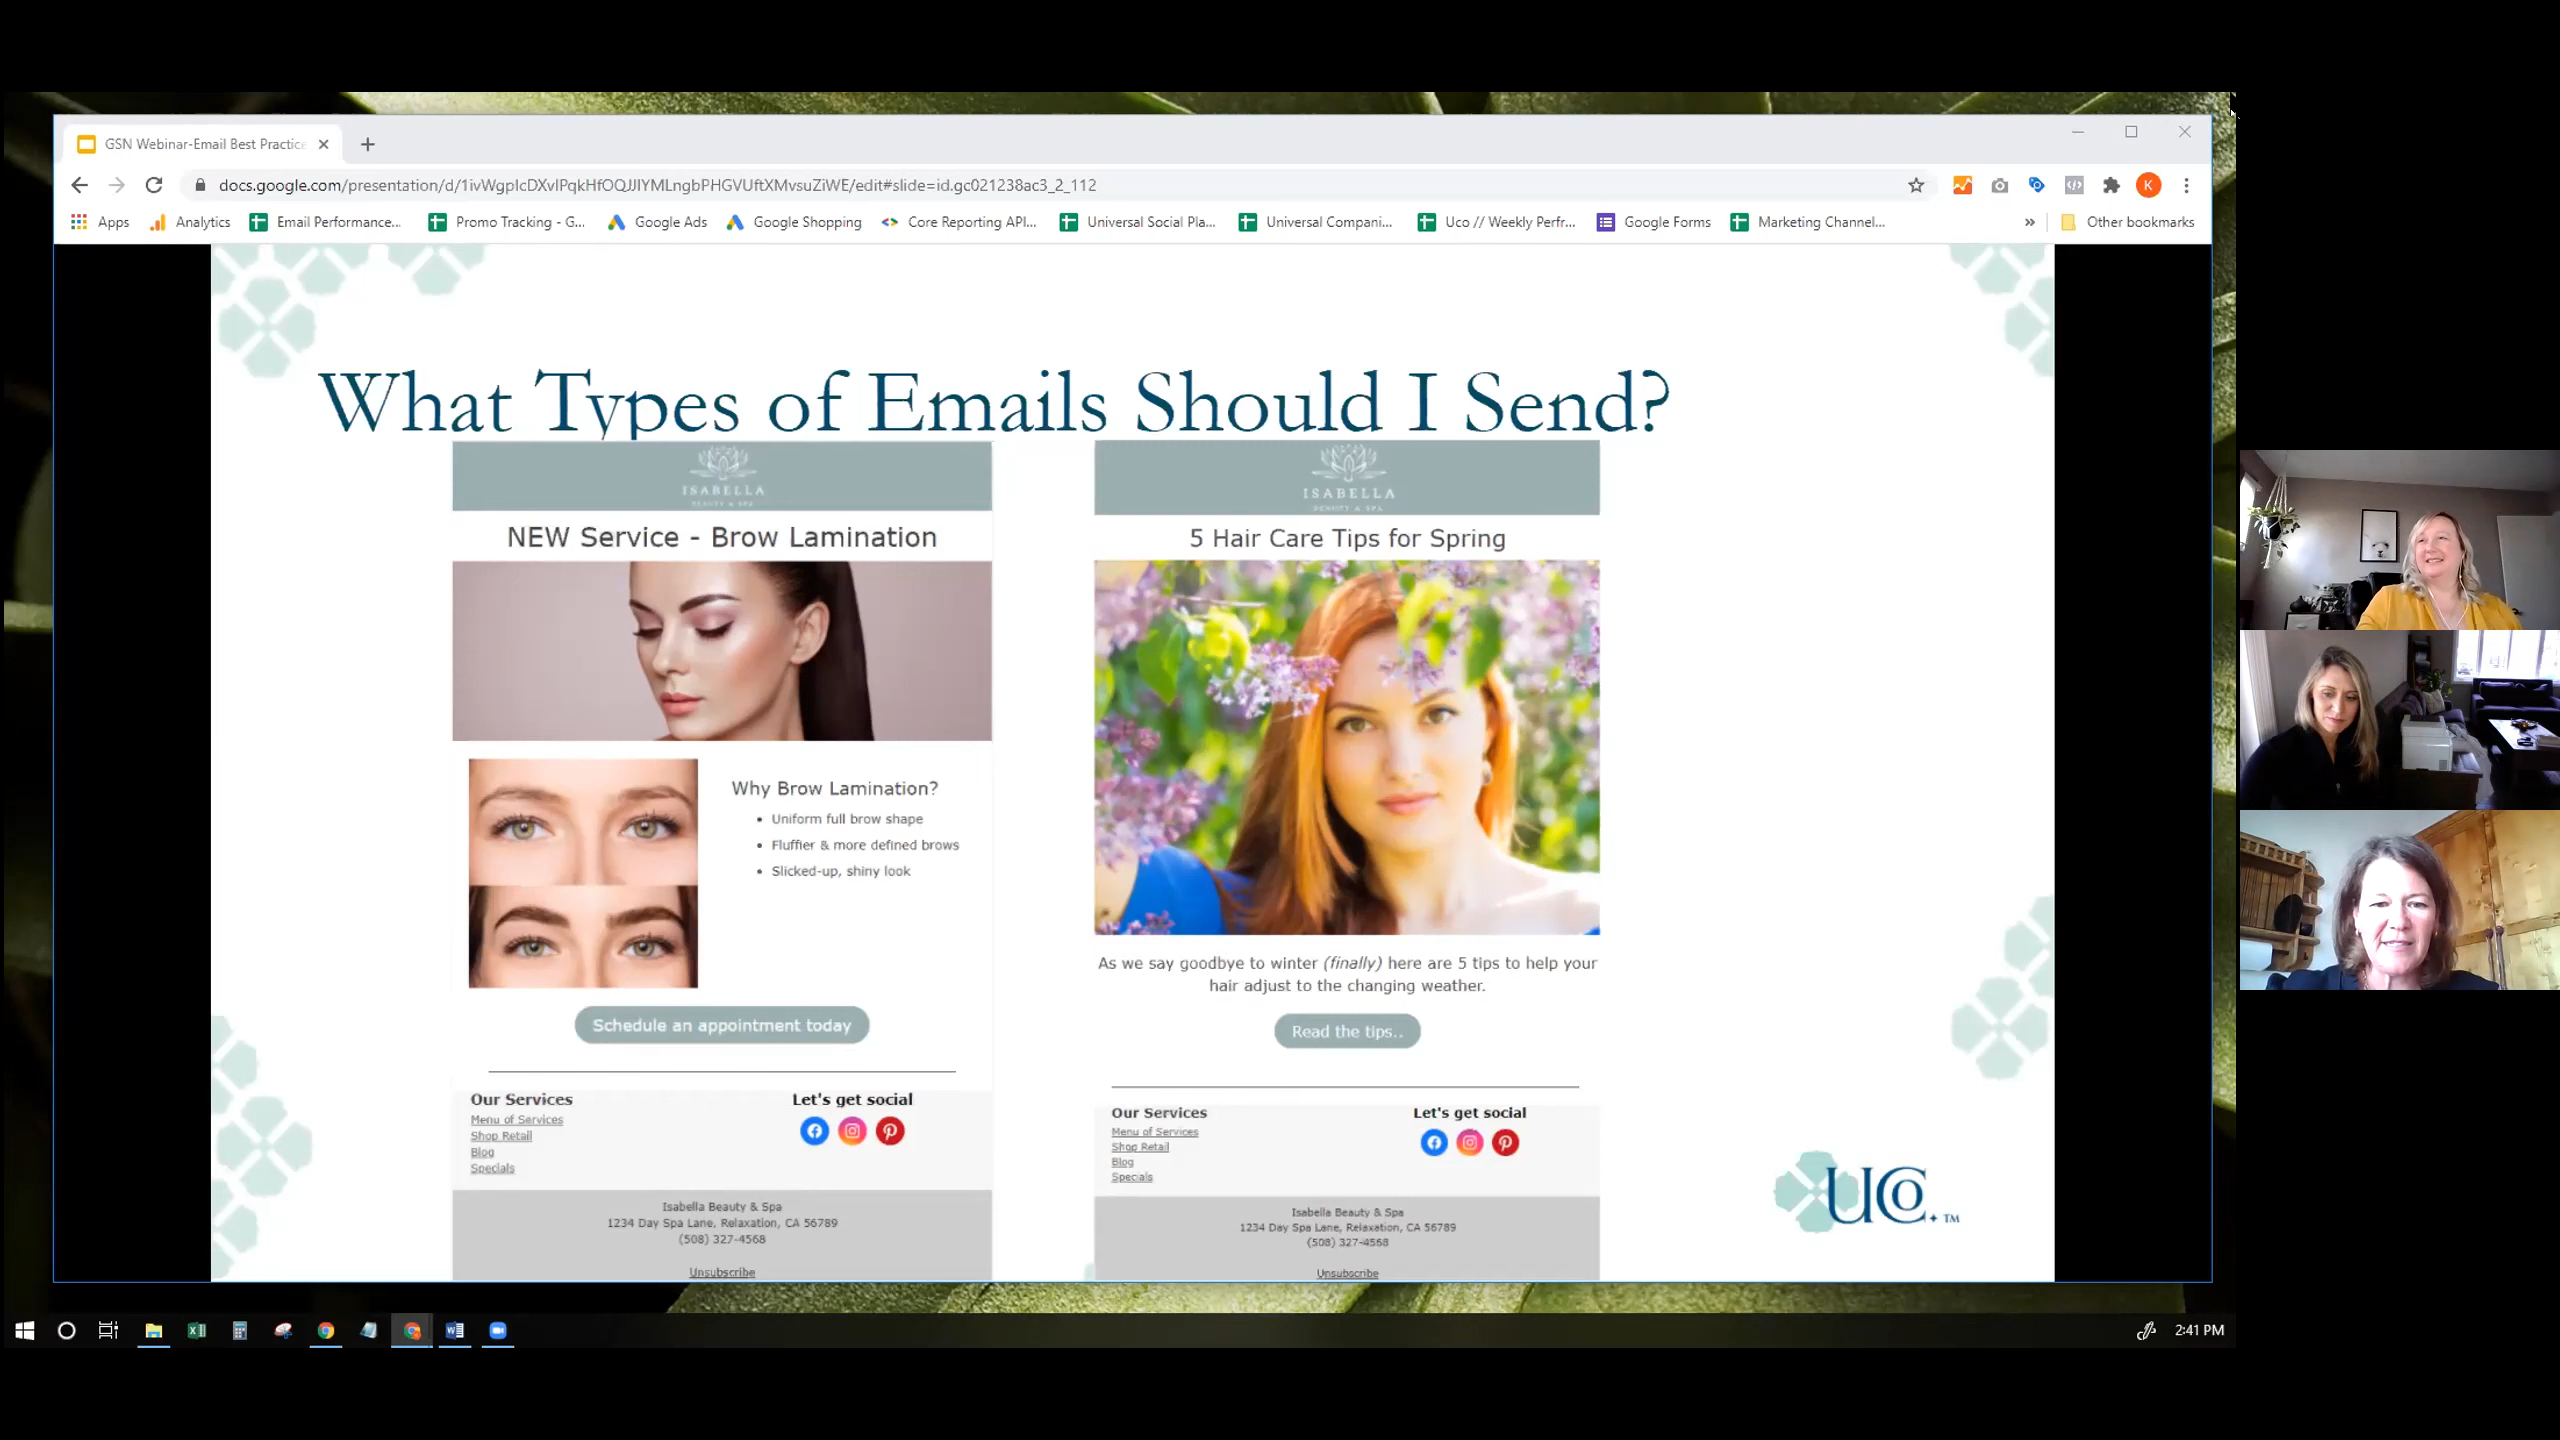 GSN Webinar-Email Best Practice
docs.google.com/presentation/d/1ivWgpIcDXvIPqkHfOQJJIYMLngbPHGVUftXMvsuZiWE/edit#slide=id.gc021238ac3_2_112
K
Apps
Analytics
Email Performance...
Promo Tracking - G...
Google Ads
Google Shopping
Core Reporting API...
Universal Social Pla...
Universal Compani...
Uco // Weekly Perfr...
Google Forms
Marketing Channel...
»
Other bookmarks
What Types of Emails Should I Send?
ISABELLA
BEAUTY & SPA
NEW Service - Brow Lamination
Why Brow Lamination?
• Uniform full brow shape
• Fluffier & more defined brows
• Slicked-up, shiny look
Schedule an appointment today
Our Services
Menu of Services
Shop Retail
Blog
Specials
Let's get social
Isabella Beauty & Spa
1234 Day Spa Lane, Relaxation, CA 56789
(508) 327-4568
Unsubscribe
ISABELLA
BEAUTY & SPA
5 Hair Care Tips for Spring
As we say goodbye to winter (finally) here are 5 tips to help your
hair adjust to the changing weather.
Read the tips..
Our Services
Menu of Services
Shop Retail
Blog
Specials
Let's get social
Isabella Beauty & Spa
1234 Day Spa Lane, Relaxation, CA 56789
(508) 327-4568
Unsubscribe
UCo.™
2:41 PM